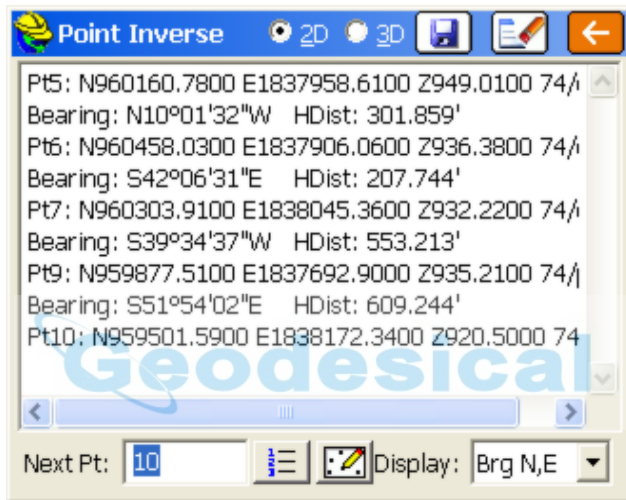 Point Inverse 2D 3D
Pt5: N960160.7800 E1837958.6100 Z949.0100 74/
Bearing: N10º01'32"W HDist: 301.859'
Pt6: N960458.0300 E1837906.0600 Z936.3800 74/
Bearing: S42º06'31"E HDist: 207.744'
Pt7: N960303.9100 E1838045.3600 Z932.2200 74/
Bearing: S39º34'37"W HDist: 553.213'
Pt9: N959877.5100 E1837692.9000 Z935.2100 74/
Bearing: S51º54'02"E HDist: 609.244'
Pt10: N959501.5900 E1838172.3400 Z920.5000 74
Geodesical
Next Pt: 10 Display: Brg N,E